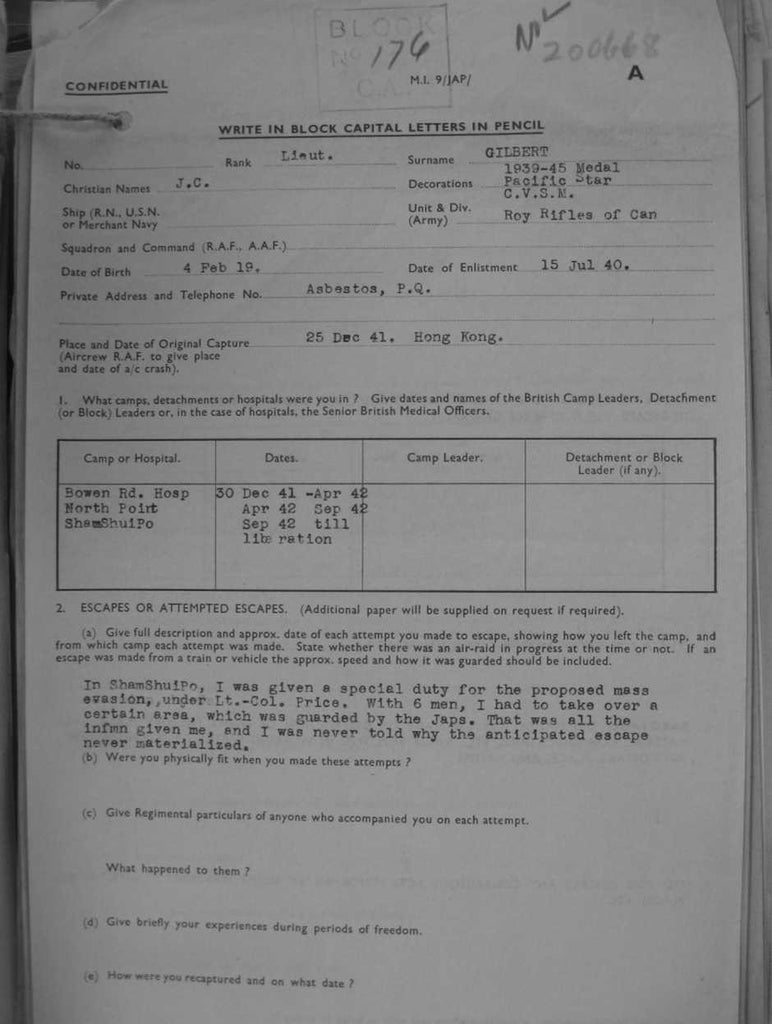 BLOCK
No 176
C.A.
NL 200668
CONFIDENTIAL
M.I. 9/JAP/
A
WRITE IN BLOCK CAPITAL LETTERS IN PENCIL
No. Rank Lieut. Surname GILBERT
Christian Names J.C. Decorations 1939-45 Medal
Pacific Star
C.V.S.M.
Ship (R.N., U.S.N.
or Merchant Navy
Unit & Div.
(Army) Roy Rifles of Can
Squadron and Command (R.A.F., A.A.F.)
Date of Birth 4 Feb 19. Date of Enlistment 15 Jul 40.
Private Address and Telephone No. Asbestos, P.Q.
Place and Date of Original Capture 25 Dec 41. Hong Kong.
(Aircrew R.A.F. to give place
and date of a/c crash).
1. What camps, detachments or hospitals were you in ? Give dates and names of the British Camp Leaders, Detachment
(or Block) Leaders or, in the case of hospitals, the Senior British Medical Officers.
Camp or Hospital. Dates. Camp Leader. Detachment or Block
Leader (if any).
Bowen Rd. Hosp 30 Dec 41 -Apr 42
North Point Apr 42 Sep 42
ShamShuiPo Sep 42 till
liberation
2. ESCAPES OR ATTEMPTED ESCAPES. (Additional paper will be supplied on request if required).
(a) Give full description and approx. date of each attempt you made to escape, showing how you left the camp, and
from which camp each attempt was made. State whether there was an air-raid in progress at the time or not. If an
escape was made from a train or vehicle the approx. speed and how it was guarded should be included.
In ShamShuiPo, I was given a special duty for the proposed mass
evasion,,under Lt.-Col. Price. With 6 men, I had to take over a
certain area, which was guarded by the Japs. That was all the
infmn given me, and I was never told why the anticipated escape
never materialized.
(b) Were you physically fit when you made these attempts ?
(c) Give Regimental particulars of anyone who accompanied you on each attempt.
What happened to them ?
(d) Give briefly your experiences during periods of freedom.
(e) How were you recaptured and on what date ?